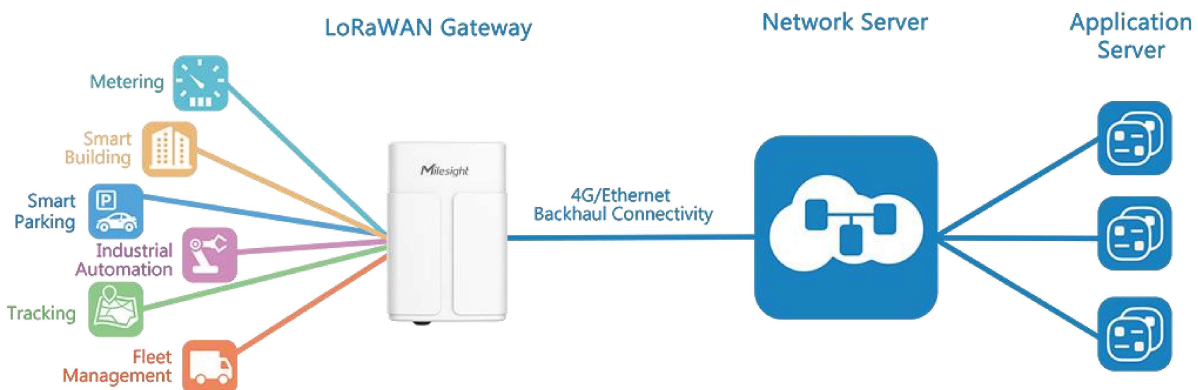 LoRaWAN Gateway
Network Server
Application
Server
Metering
Smart
Building
Smart
Parking
P
Industrial
Automation
Tracking
Fleet
Management
Milesight
4G/Ethernet
Backhaul Connectivity